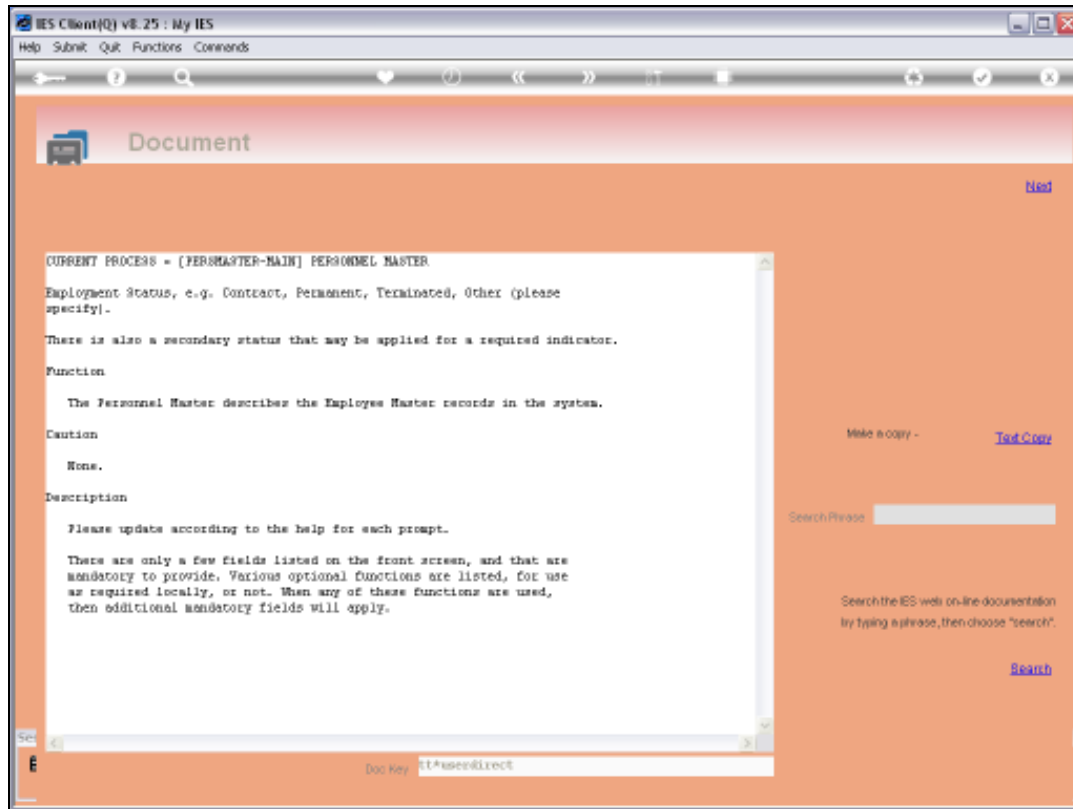 IES Client(Q) v8.25 : My IES
Help Submit Quit Functions Commands
Document
Next
CURRENT PROCESS = [PERSMASTER-MAIN] PERSONNEL MASTER
Employment Status, e.g. Contract, Permanent, Terminated, Other (please
specify).
There is also a secondary status that may be applied for a required indicator.
Function
The Personnel Master describes the Employee Master records in the system.
Caution
None.
Description
Please update according to the help for each prompt.
There are only a few fields listed on the front screen, and that are
mandatory to provide. Various optional functions are listed, for use
as required locally, or not. When any of these functions are used,
then additional mandatory fields will apply.
Make a copy -
Text Copy
Search Phrase
Search the IES web on-line documentation
by typing a phrase, then choose "search".
Search
Doc Key tt*userdirect